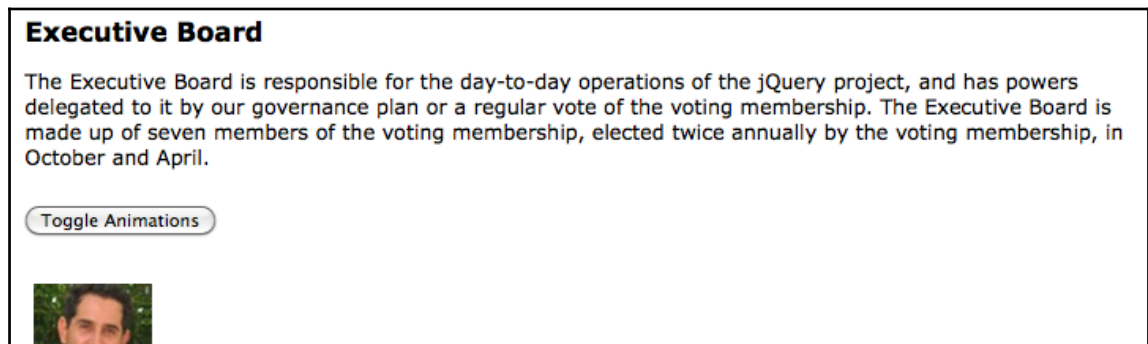 Executive Board
The Executive Board is responsible for the day-to-day operations of the jQuery project, and has powers
delegated to it by our governance plan or a regular vote of the voting membership. The Executive Board is
made up of seven members of the voting membership, elected twice annually by the voting membership, in
October and April.
Toggle Animations